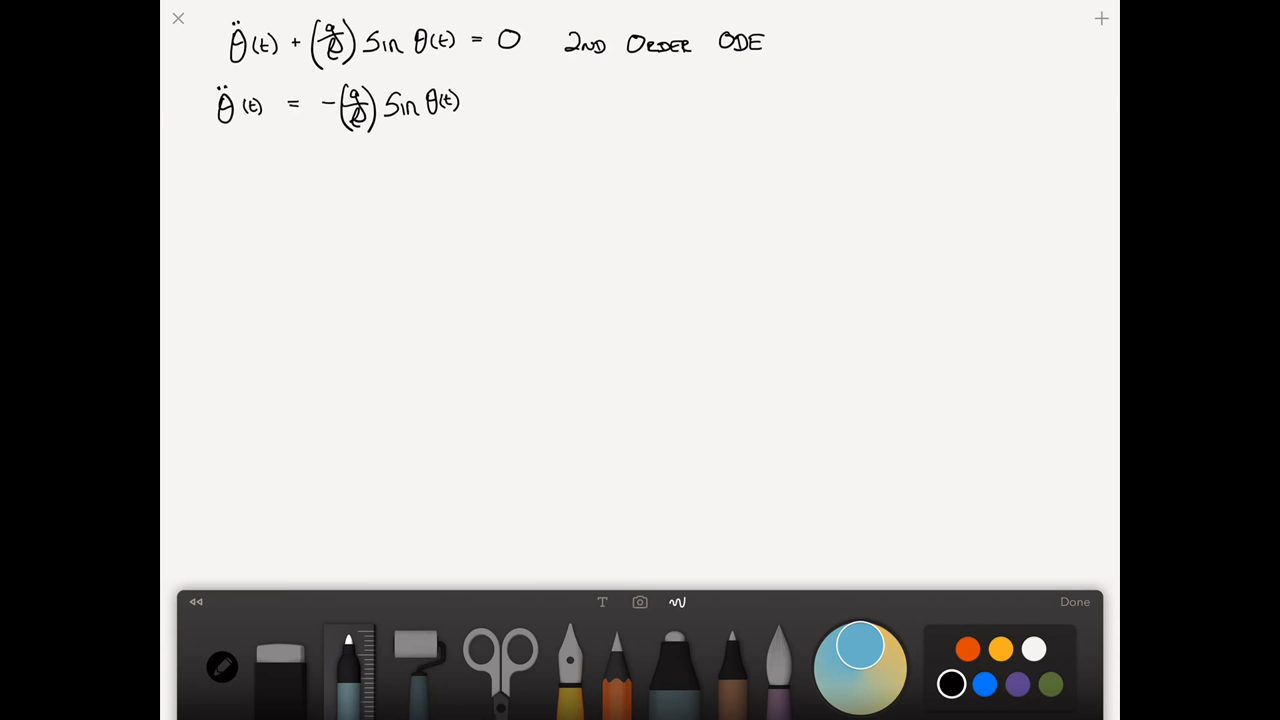 θ̈(t) + (g/l) Sin θ(t) = 0 2ND ORDER ODE
θ̈(t) = -(g/l) Sin θ(t)
T
Done